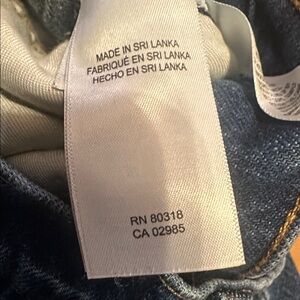 MADE IN SRI LANKA
FABRIQUÉ EN SRI LANKA
HECHO EN SRI LANKA
RN 80318
CA 02985